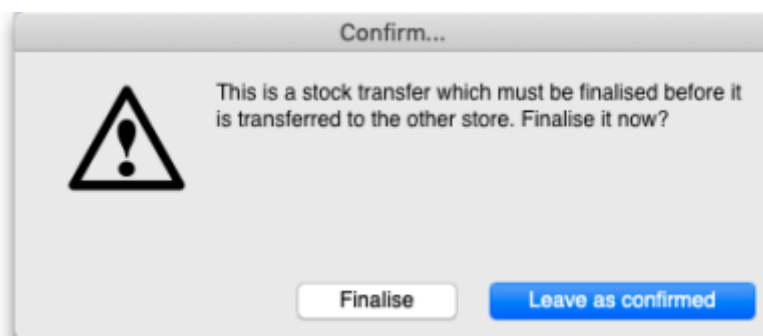 Confirm...
This is a stock transfer which must be finalised before it
is transferred to the other store. Finalise it now?
Finalise
Leave as confirmed